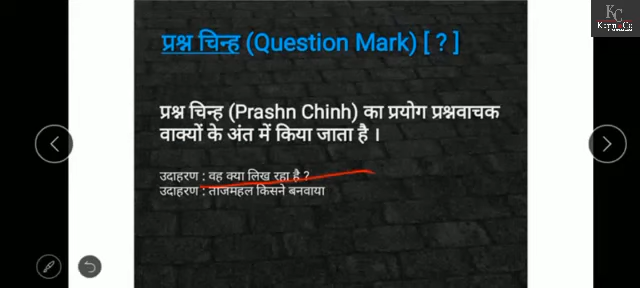 KC
प्रश्न चिन्ह (Question Mark) [ ? ]
प्रश्न चिन्ह (Prashn Chinh) का प्रयोग प्रश्नवाचक
वाक्यों के अंत में किया जाता है ।
उदाहरण : वह क्या लिख रहा है ?
उदाहरण : ताजमहल किसने बनवाया